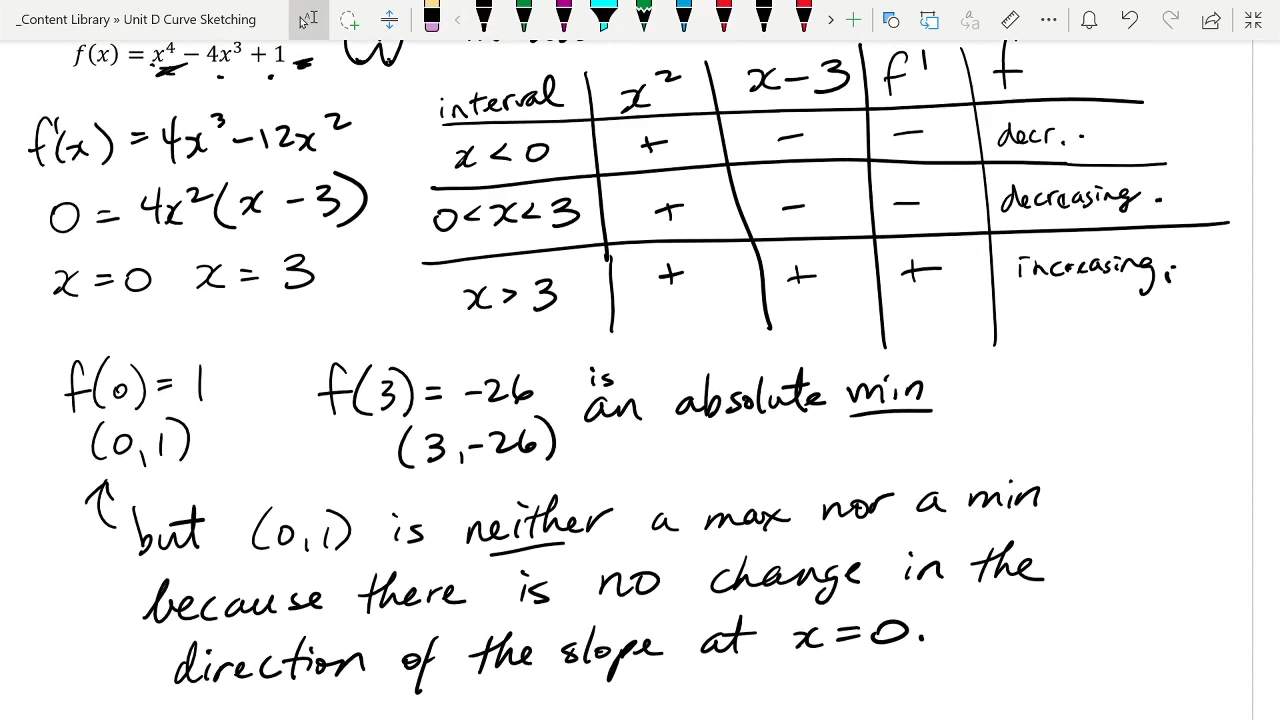 _Content Library » Unit D Curve Sketching
f(x) = x⁴ − 4x³ + 1
interval x² x−3 f' f
x < 0 + − − decr.
0 < x < 3 + − − decreasing.
x > 3 + + + increasing.
f'(x) = 4x³ − 12x²
0 = 4x²(x − 3)
x = 0 x = 3
f(0) = 1 f(3) = −26 is an absolute min
(0,1) (3,−26)
but (0,1) is neither a max nor a min
because there is no change in the
direction of the slope at x = 0.